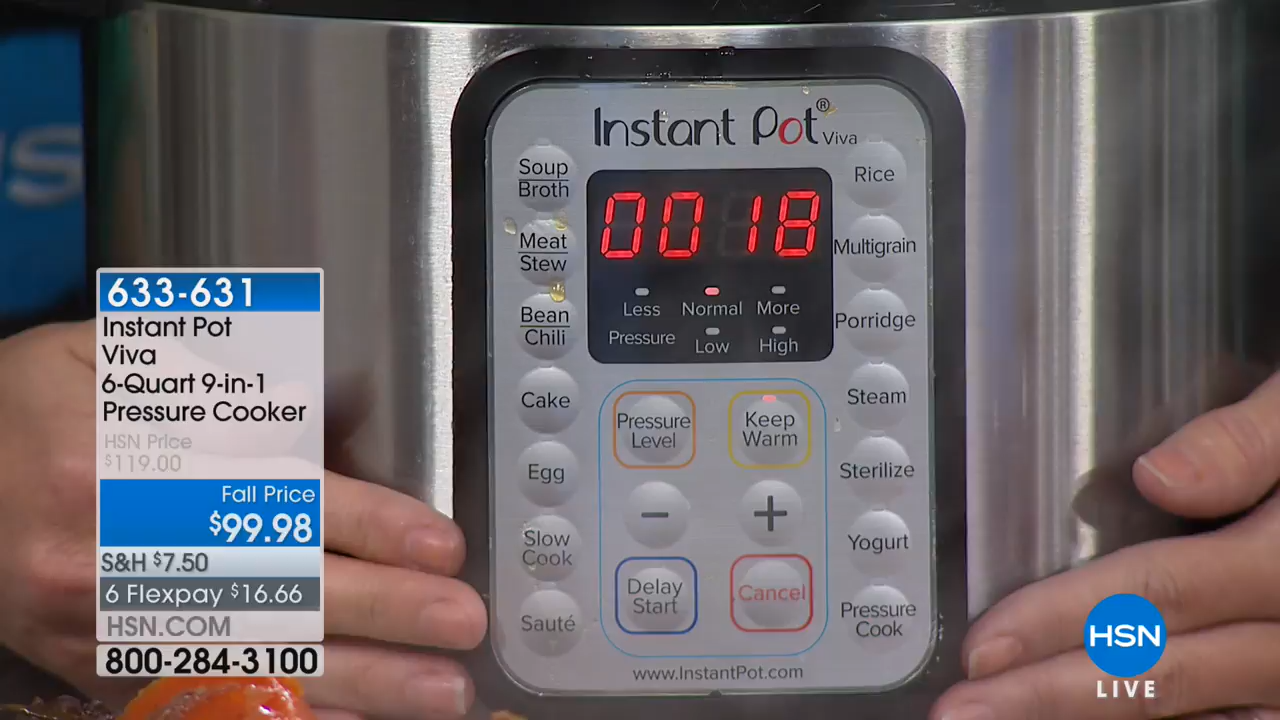 633-631
Instant Pot
Viva
6-Quart 9-in-1
Pressure Cooker
HSN Price
$119.00
Fall Price
$99.98
S&H $7.50
6 Flexpay $16.66
HSN.COM
800-284-3100
Instant Pot® Viva
Soup
Broth
Meat
Stew
Bean
Chili
Cake
Egg
Slow
Cook
Sauté
0018
Less Normal More
Pressure Low High
Pressure
Level
Keep
Warm
−
+
Delay
Start
Cancel
Rice
Multigrain
Porridge
Steam
Sterilize
Yogurt
Pressure
Cook
www.InstantPot.com
HSN
LIVE